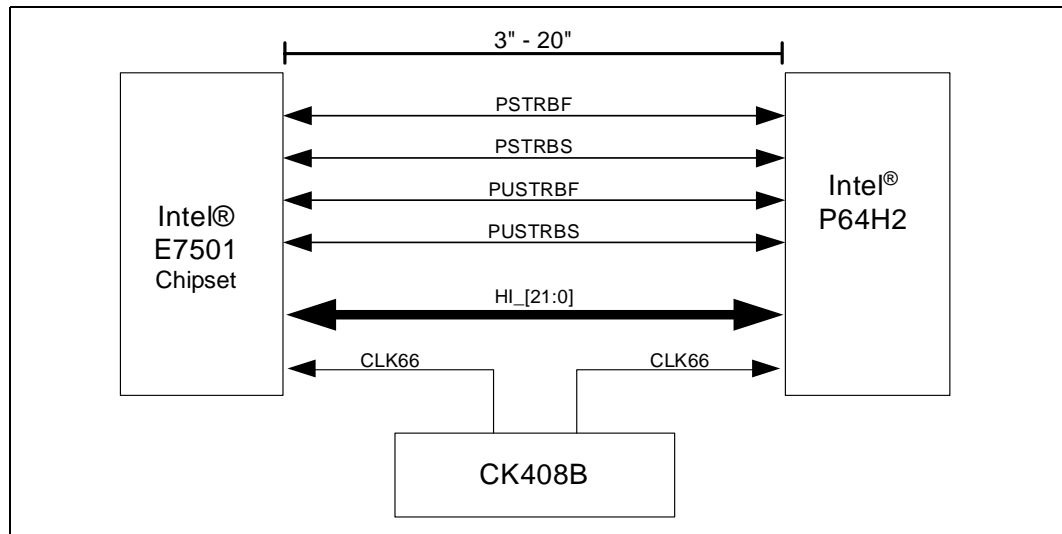 3" - 20"
PSTRBF
PSTRBS
PUSTRBF
PUSTRBS
HI_[21:0]
CLK66
CLK66
Intel®
E7501
Chipset
Intel®
P64H2
CK408B